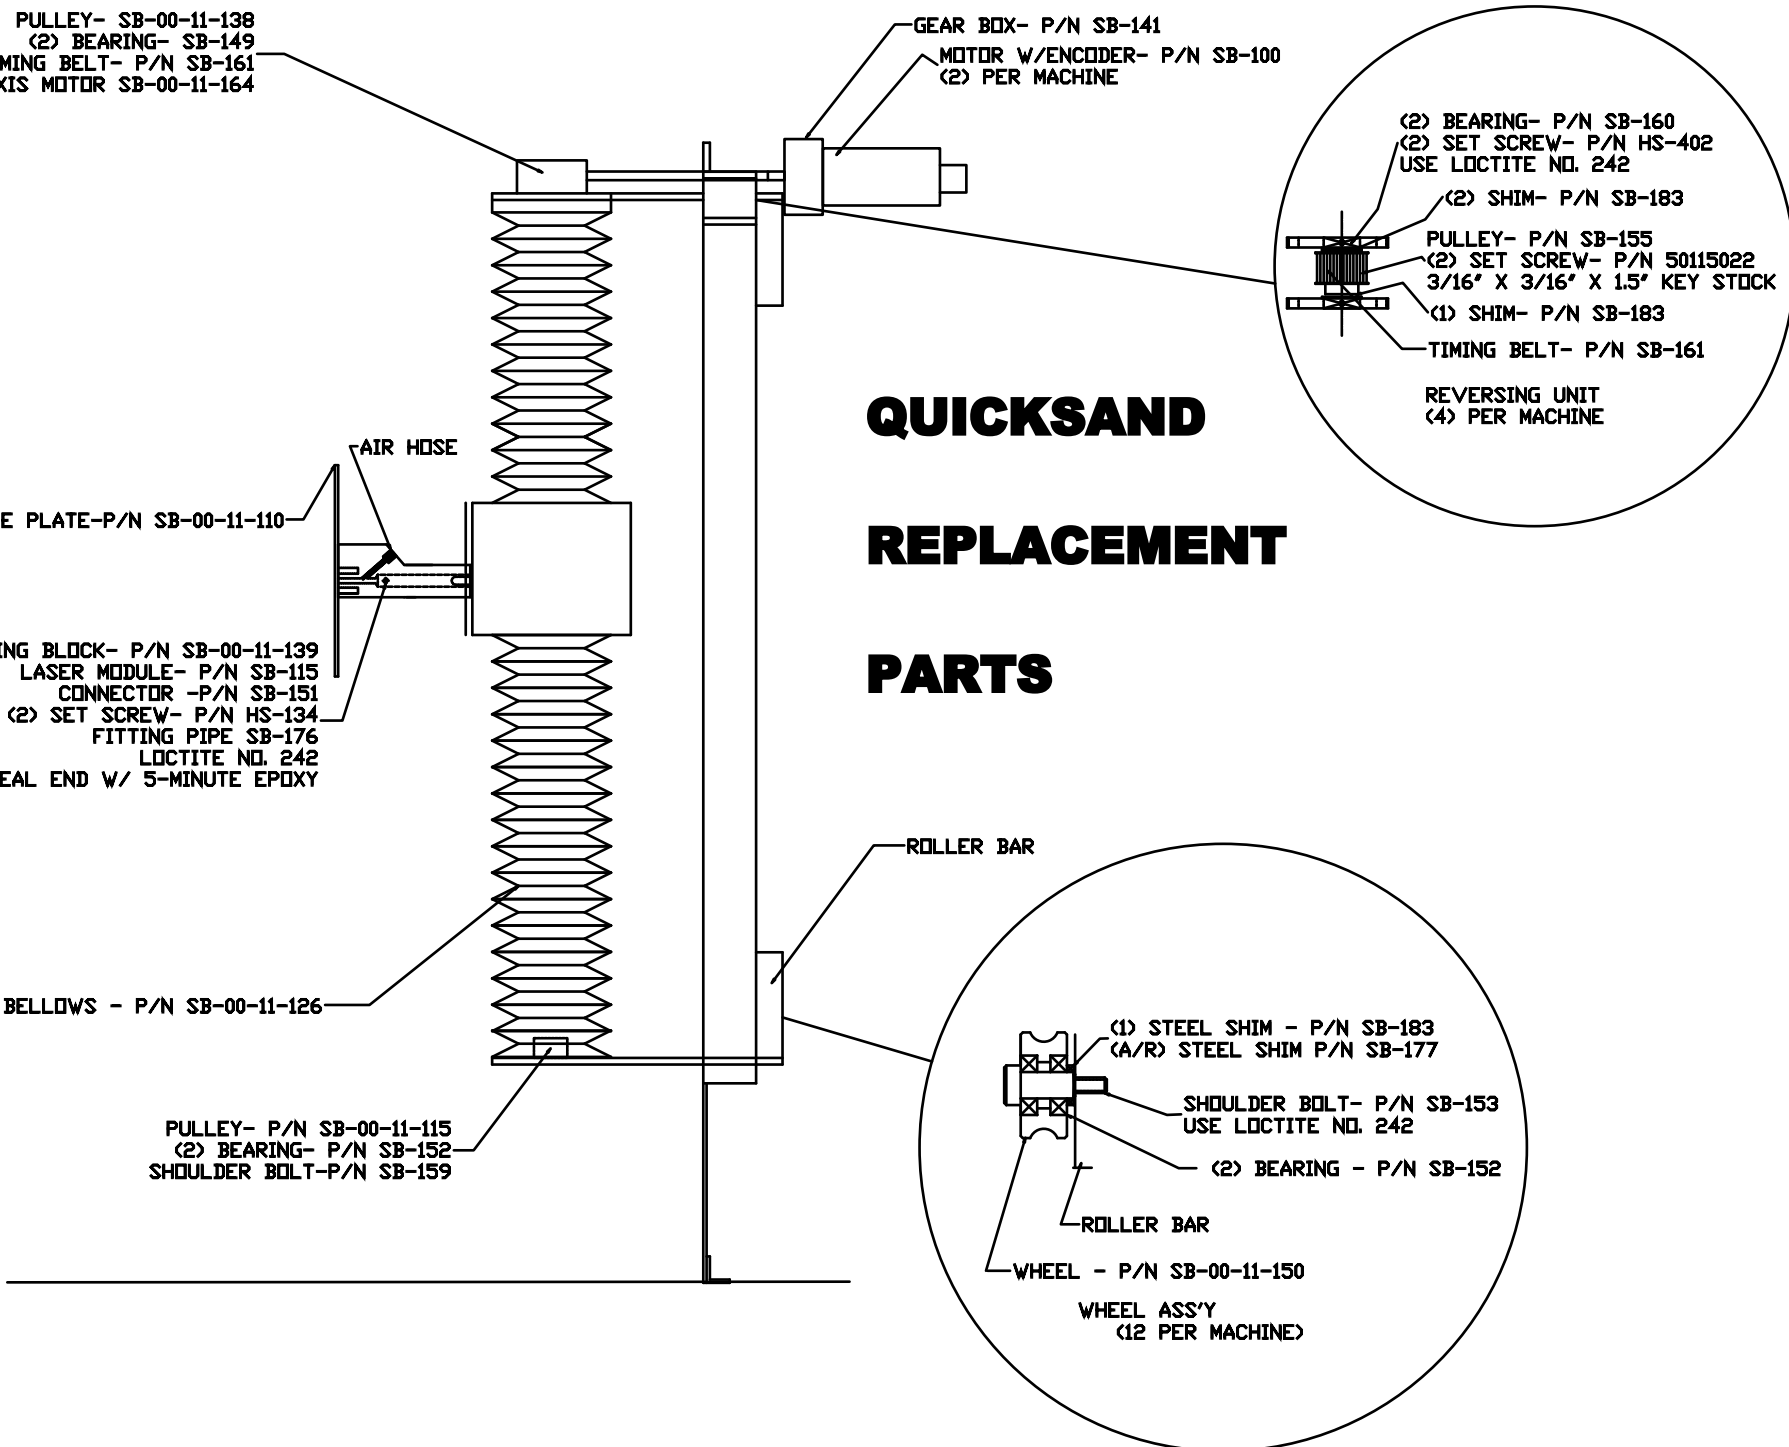 PULLEY- SB-00-11-138
(2) BEARING- SB-149
MING BELT- P/N SB-161
XIS MOTOR SB-00-11-164
GEAR BOX- P/N SB-141
MOTOR W/ENCODER- P/N SB-100
(2) PER MACHINE
(2) BEARING- P/N SB-160
(2) SET SCREW- P/N HS-402
USE LOCTITE NO. 242
(2) SHIM- P/N SB-183
PULLEY- P/N SB-155
(2) SET SCREW- P/N 50115022
3/16" X 3/16" X 1.5" KEY STOCK
(1) SHIM- P/N SB-183
TIMING BELT- P/N SB-161
REVERSING UNIT
(4) PER MACHINE
QUICKSAND
REPLACEMENT
PARTS
AIR HOSE
E PLATE-P/N SB-00-11-110
ING BLOCK- P/N SB-00-11-139
LASER MODULE- P/N SB-115
CONNECTOR -P/N SB-151
(2) SET SCREW- P/N HS-134
FITTING PIPE SB-176
LOCTITE NO. 242
EAL END W/ 5-MINUTE EPOXY
ROLLER BAR
BELLOWS - P/N SB-00-11-126
PULLEY- P/N SB-00-11-115
(2) BEARING- P/N SB-152
SHOULDER BOLT-P/N SB-159
(1) STEEL SHIM - P/N SB-183
(A/R) STEEL SHIM P/N SB-177
SHOULDER BOLT- P/N SB-153
USE LOCTITE NO. 242
(2) BEARING - P/N SB-152
ROLLER BAR
WHEEL - P/N SB-00-11-150
WHEEL ASS'Y
(12 PER MACHINE)